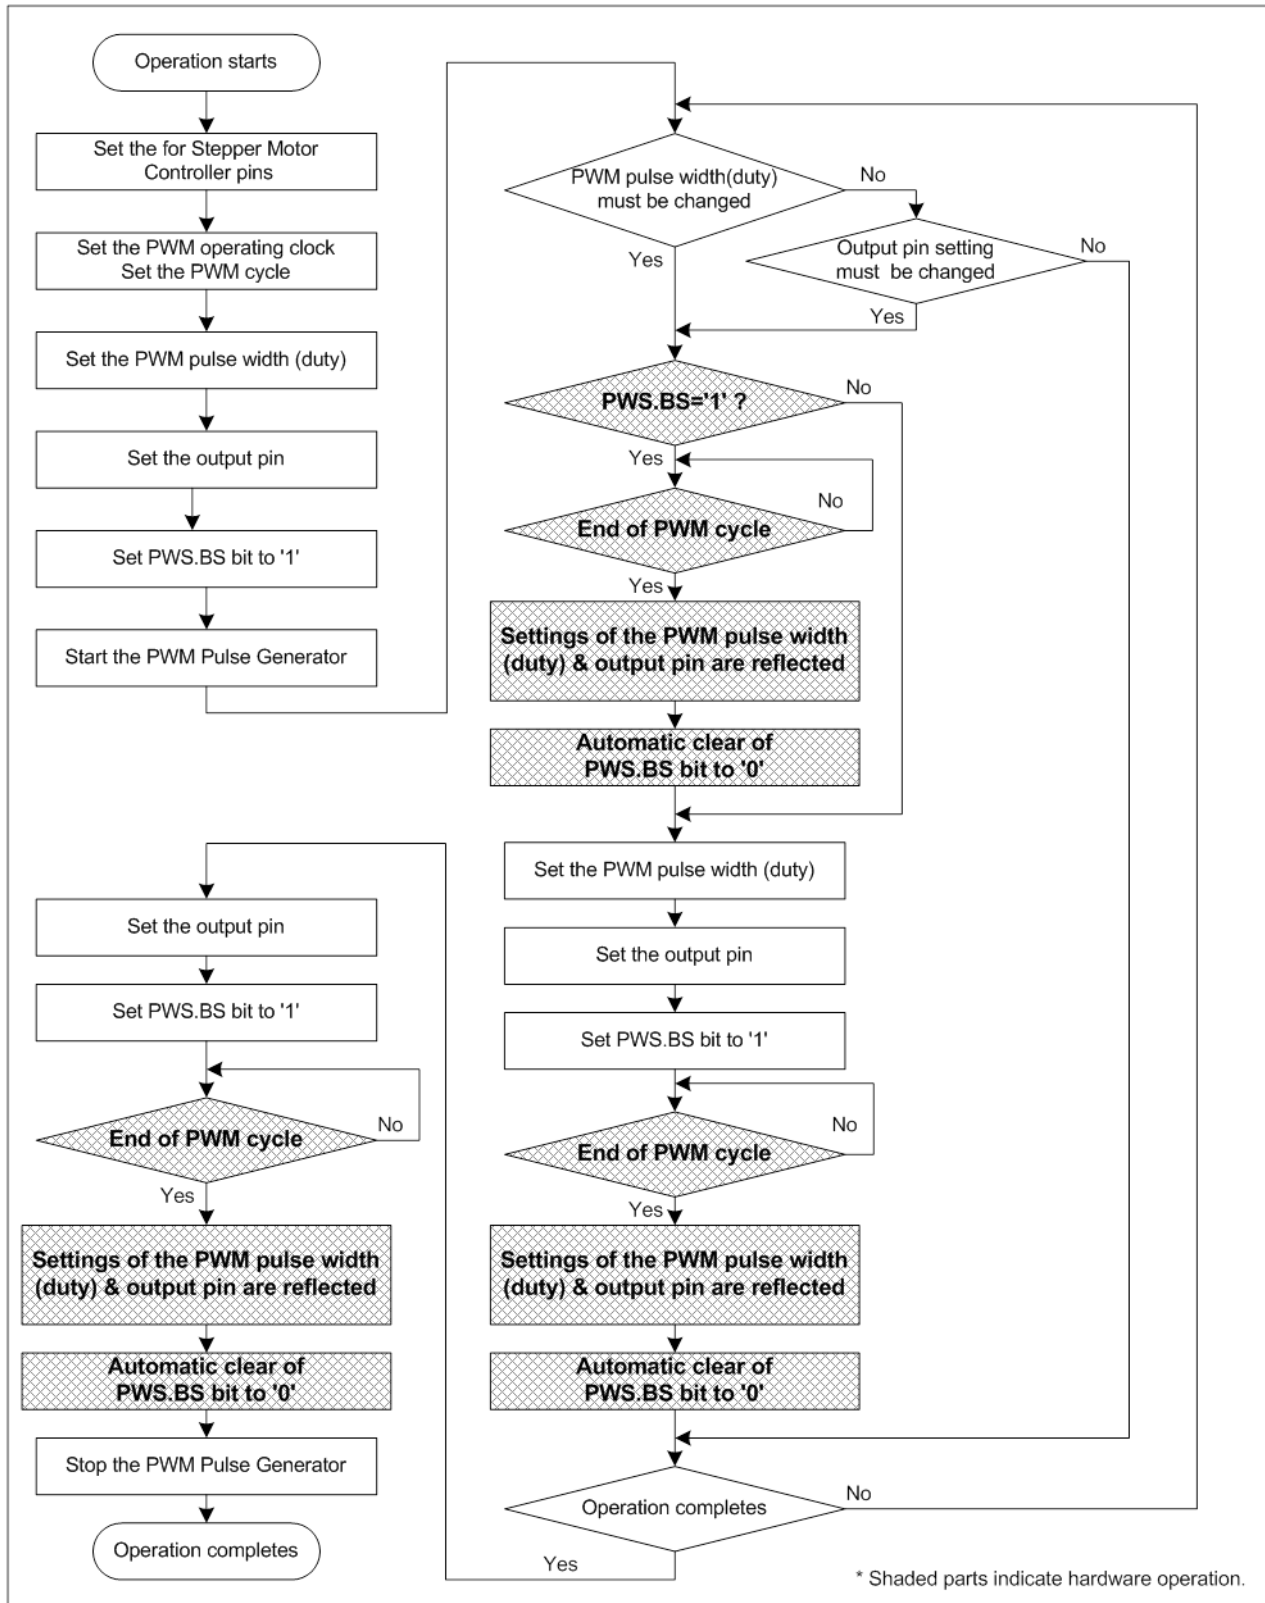 Operation starts
Set the for Stepper Motor
Controller pins
Set the PWM operating clock
Set the PWM cycle
Set the PWM pulse width (duty)
Set the output pin
Set PWS.BS bit to '1'
Start the PWM Pulse Generator
PWM pulse width(duty)
must be changed
No
Yes
Output pin setting
must be changed
No
Yes
PWS.BS='1' ?
No
Yes
End of PWM cycle
No
Yes
Settings of the PWM pulse width
(duty) & output pin are reflected
Automatic clear of
PWS.BS bit to '0'
Set the PWM pulse width (duty)
Set the output pin
Set PWS.BS bit to '1'
End of PWM cycle
No
Yes
Settings of the PWM pulse width
(duty) & output pin are reflected
Automatic clear of
PWS.BS bit to '0'
Operation completes
No
Yes
Set the output pin
Set PWS.BS bit to '1'
End of PWM cycle
No
Yes
Settings of the PWM pulse width
(duty) & output pin are reflected
Automatic clear of
PWS.BS bit to '0'
Stop the PWM Pulse Generator
Operation completes
* Shaded parts indicate hardware operation.